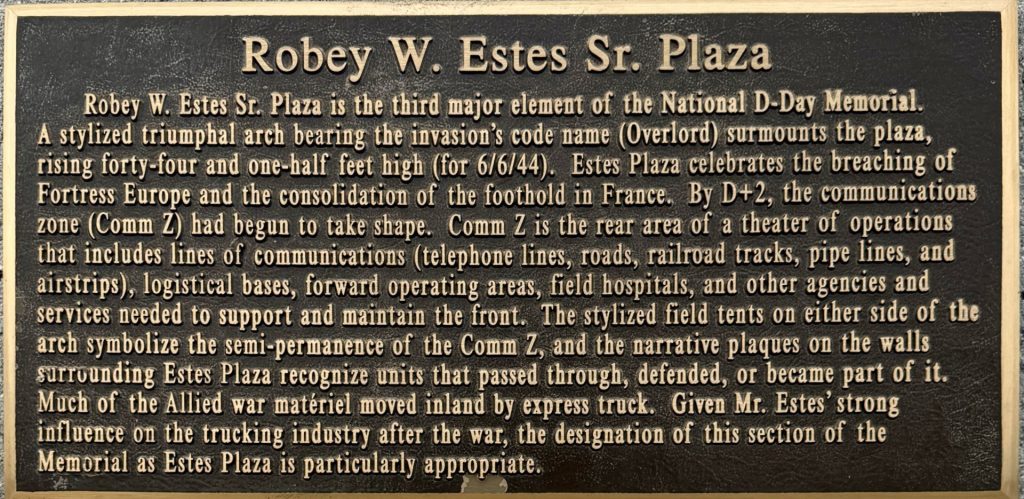 Robey W. Estes Sr. Plaza
Robey W. Estes Sr. Plaza is the third major element of the National D-Day Memorial.
A stylized triumphal arch bearing the invasion's code name (Overlord) surmounts the plaza,
rising forty-four and one-half feet high (for 6/6/44). Estes Plaza celebrates the breaching of
Fortress Europe and the consolidation of the foothold in France. By D+2, the communications
zone (Comm Z) had begun to take shape. Comm Z is the rear area of a theater of operations
that includes lines of communications (telephone lines, roads, railroad tracks, pipe lines, and
airstrips), logistical bases, forward operating areas, field hospitals, and other agencies and
services needed to support and maintain the front. The stylized field tents on either side of the
arch symbolize the semi-permanence of the Comm Z, and the narrative plaques on the walls
surrounding Estes Plaza recognize units that passed through, defended, or became part of it.
Much of the Allied war matériel moved inland by express truck. Given Mr. Estes' strong
influence on the trucking industry after the war, the designation of this section of the
Memorial as Estes Plaza is particularly appropriate.